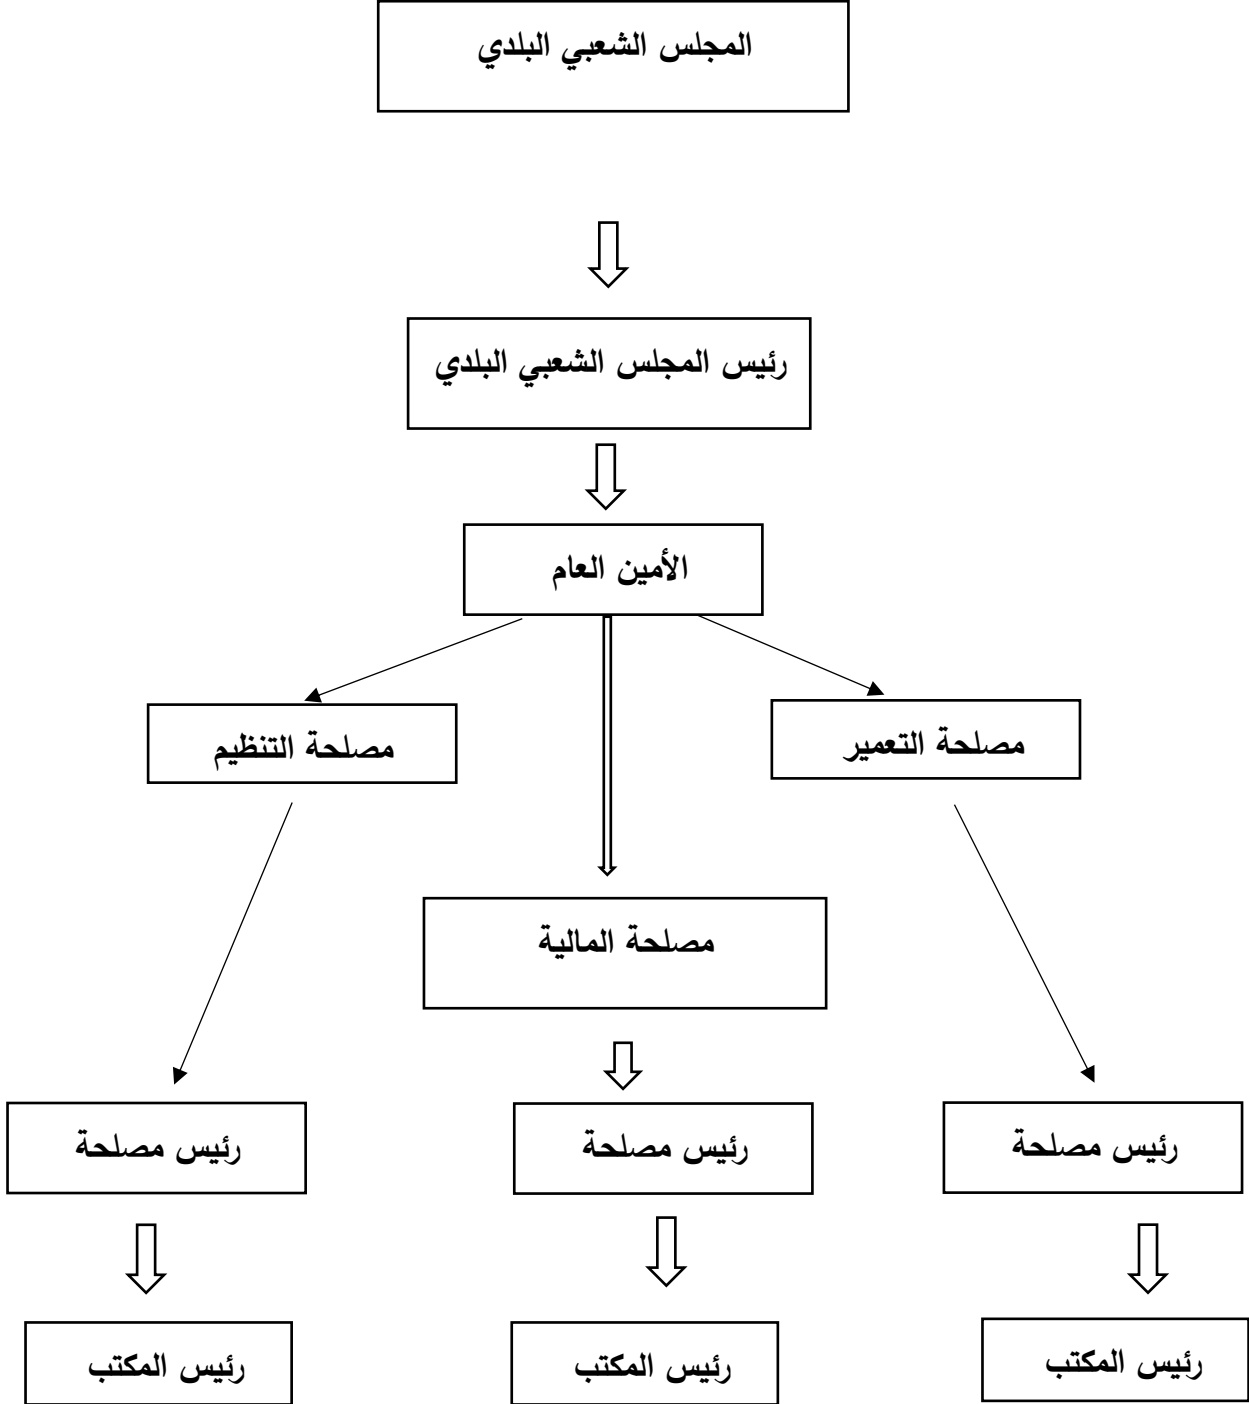 المجلس الشعبي البلدي
رئيس المجلس الشعبي البلدي
الأمين العام
مصلحة التعمير
مصلحة التنظيم
مصلحة المالية
رئيس مصلحة
رئيس مصلحة
رئيس مصلحة
رئيس المكتب
رئيس المكتب
رئيس المكتب